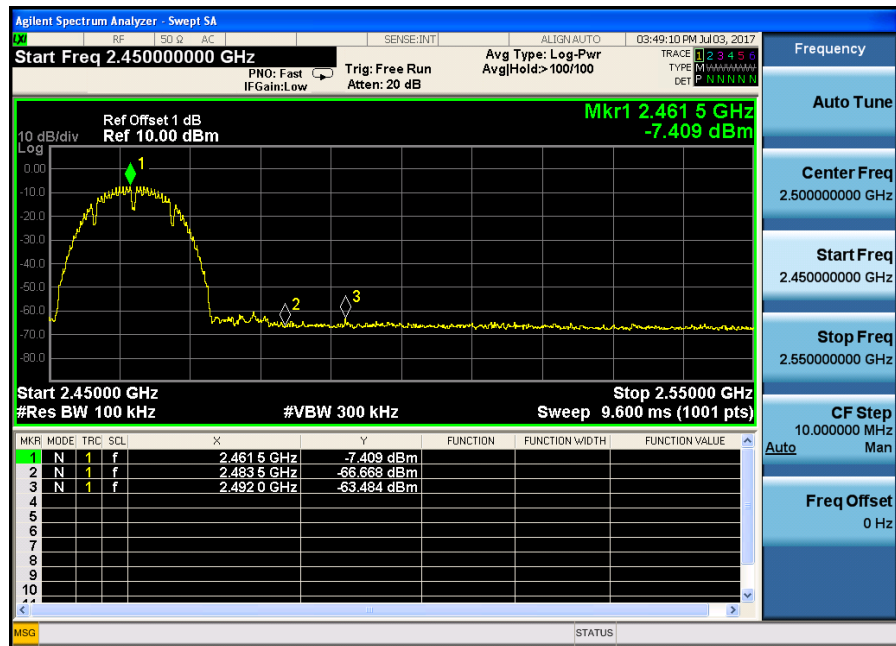 Agilent Spectrum Analyzer - Swept SA
LXI RF 50 Ω AC SENSE:INT ALIGN AUTO 03:49:10 PM Jul 03, 2017
Start Freq 2.450000000 GHz
PNO: Fast
IFGain:Low
Trig: Free Run
Atten: 20 dB
Avg Type: Log-Pwr
Avg|Hold:>100/100
TRACE 1 2 3 4 5 6
TYPE M WWWWW
DET P N N N N N
Ref Offset 1 dB
10 dB/div Ref 10.00 dBm
Log
Mkr1 2.461 5 GHz
-7.409 dBm
0.00
-10.0
-20.0
-30.0
-40.0
-50.0
-60.0
-70.0
-80.0
1
2
3
Start 2.45000 GHz Stop 2.55000 GHz
#Res BW 100 kHz #VBW 300 kHz Sweep 9.600 ms (1001 pts)
MKR MODE TRC SCL X Y FUNCTION FUNCTION WIDTH FUNCTION VALUE
1 N 1 f 2.461 5 GHz -7.409 dBm
2 N 1 f 2.483 5 GHz -66.668 dBm
3 N 1 f 2.492 0 GHz -63.484 dBm
4
5
6
7
8
9
10
11
MSG STATUS
Frequency
Auto Tune
Center Freq
2.500000000 GHz
Start Freq
2.450000000 GHz
Stop Freq
2.550000000 GHz
CF Step
10.000000 MHz
Auto Man
Freq Offset
0 Hz